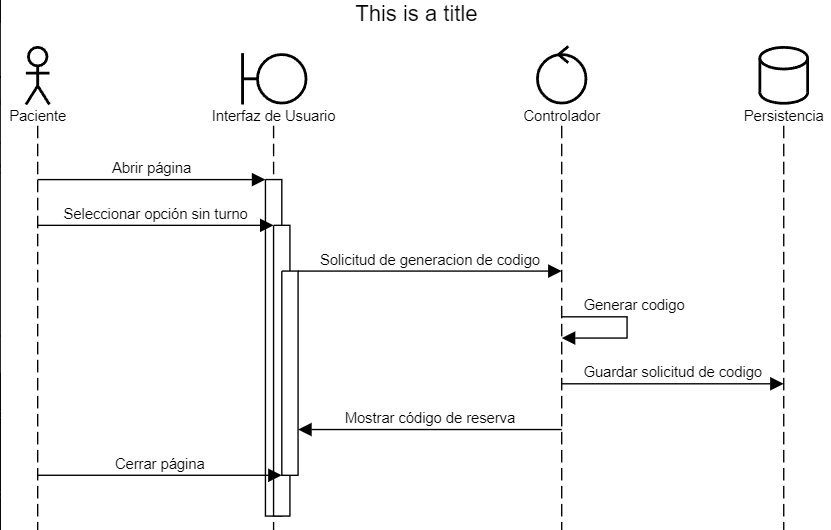 This is a title
Paciente
Interfaz de Usuario
Controlador
Persistencia
Abrir página
Seleccionar opción sin turno
Solicitud de generacion de codigo
Generar codigo
Guardar solicitud de codigo
Mostrar código de reserva
Cerrar página